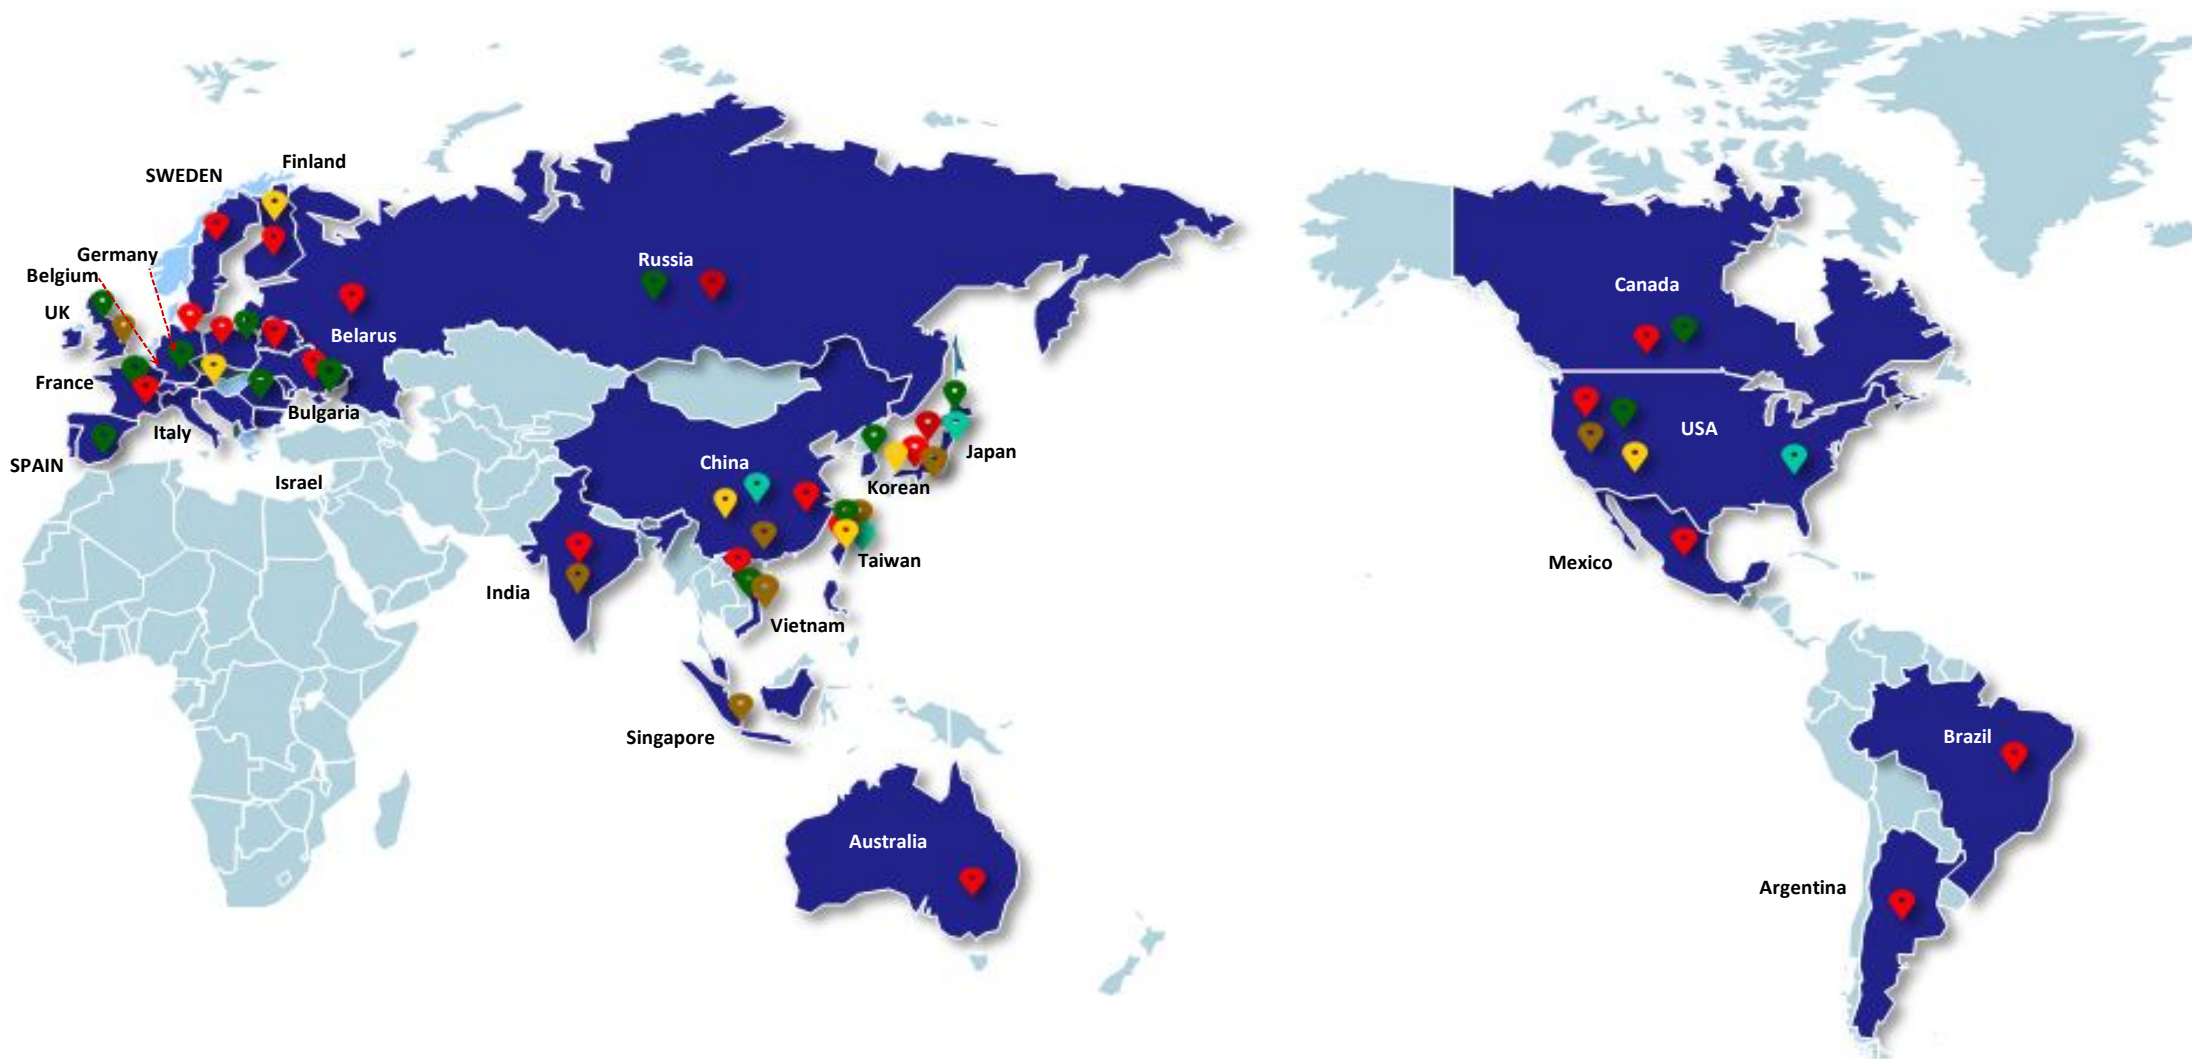 Finland
SWEDEN
Germany
Belgium
UK
Belarus
France
Bulgaria
Italy
SPAIN
Israel
Russia
China
Japan
Korean
Taiwan
India
Vietnam
Singapore
Australia
Canada
USA
Mexico
Brazil
Argentina